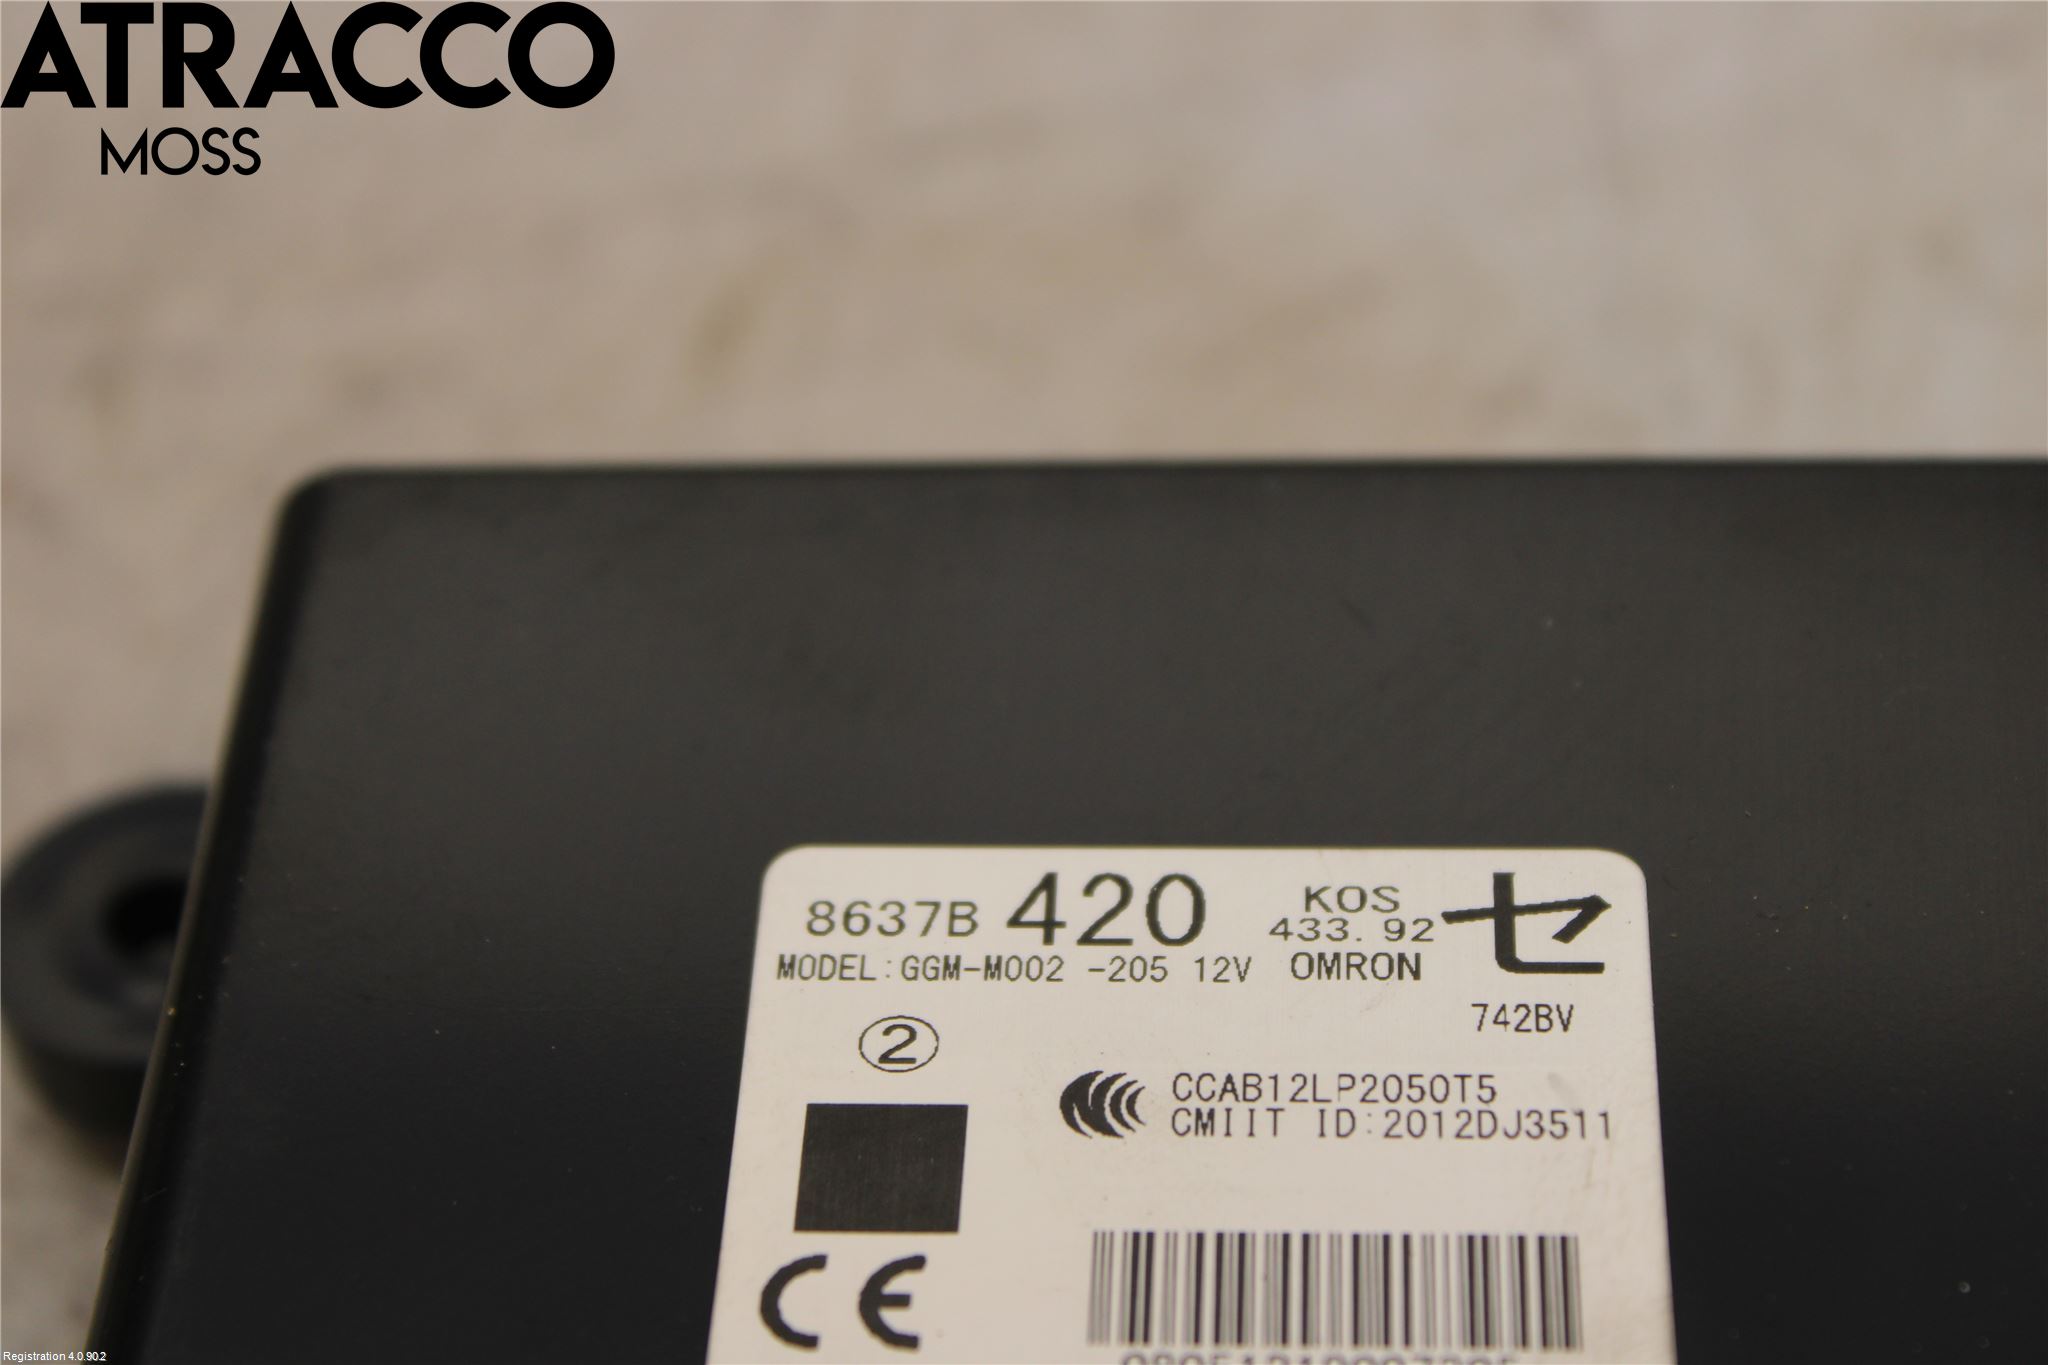 ATRACCO
MOSS
8637B 420 KOS 433.92 セ
MODEL:GGM-M002 -205 12V OMRON
742BV
②
CCAB12LP2050T5
CMIIT ID:2012DJ3511
CE
Registration 4.0.90.2